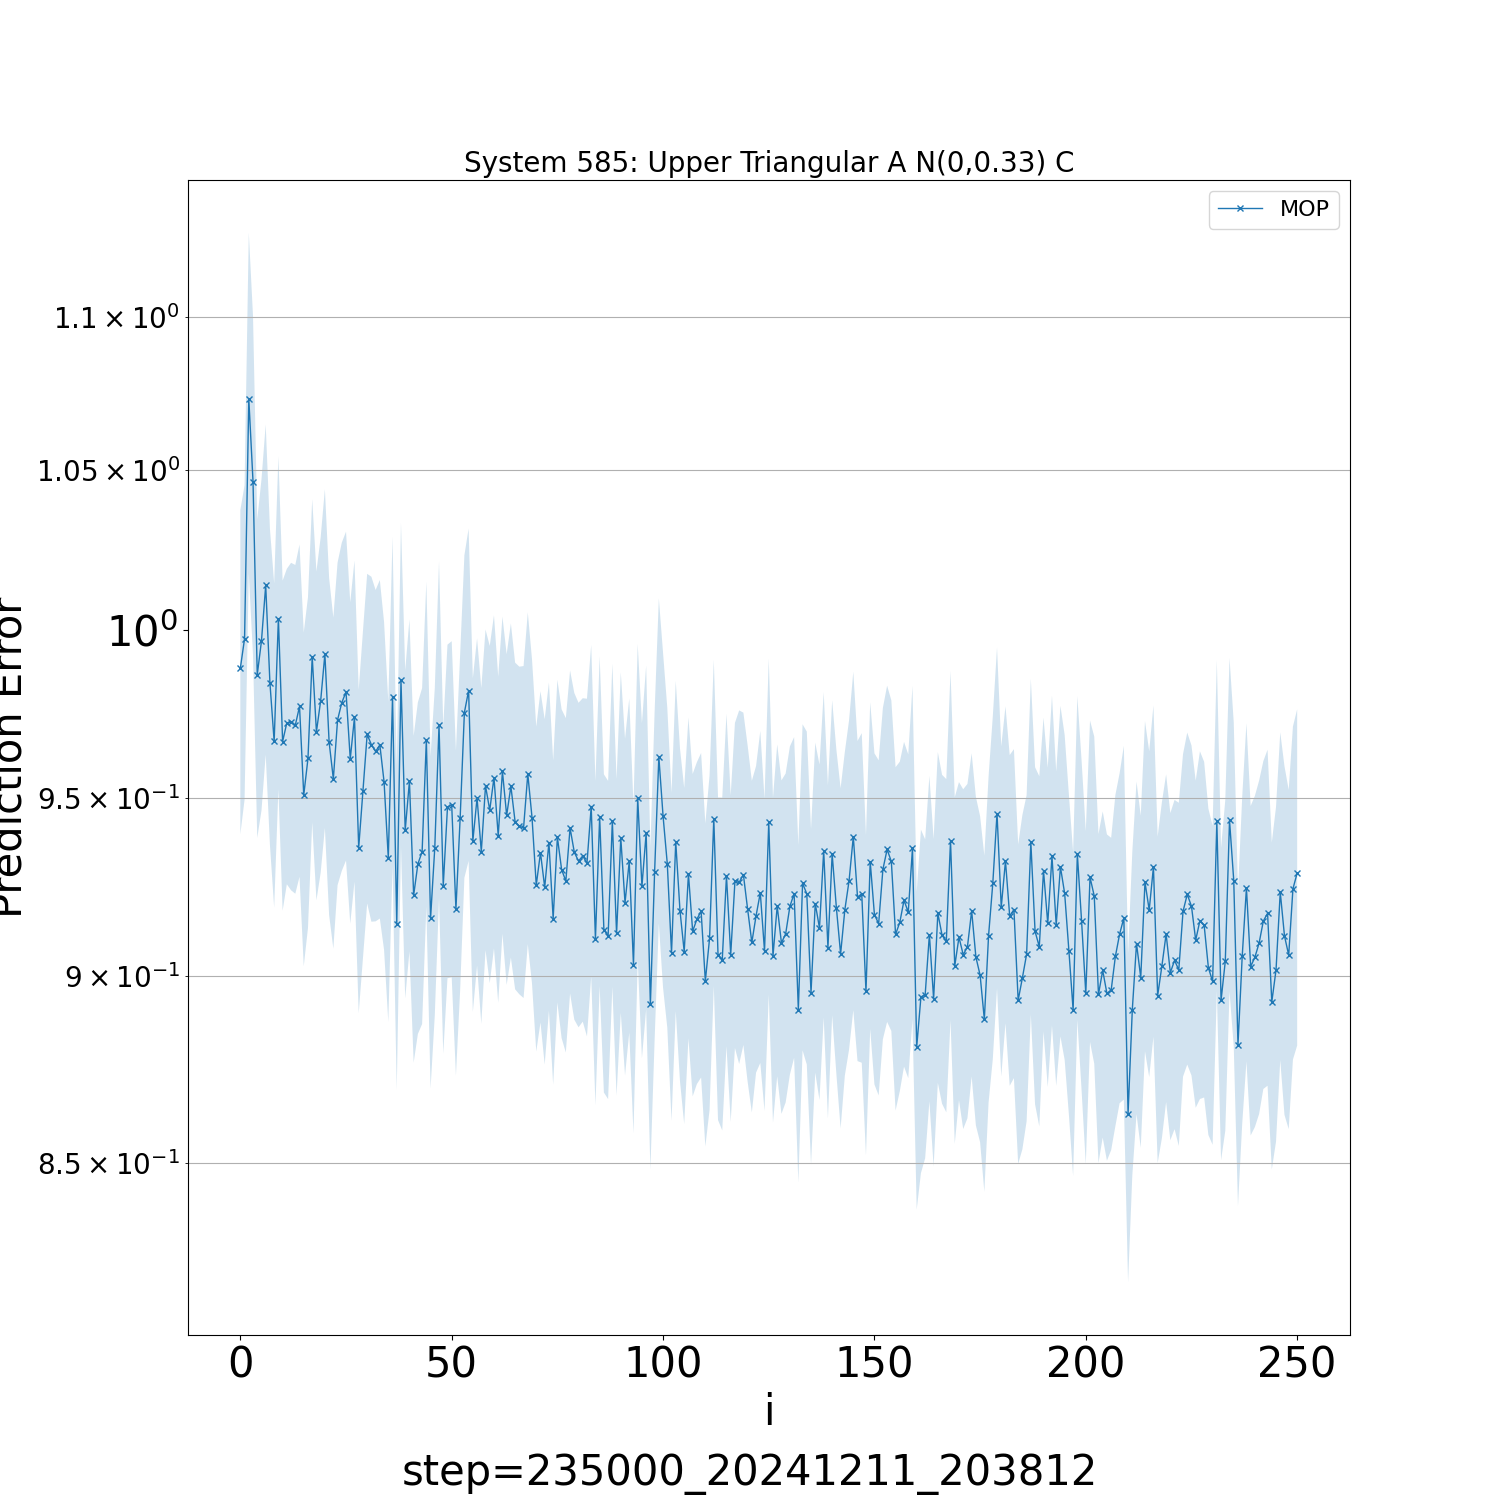 System 585: Upper Triangular A N(0,0.33) C
MOP
1.1 × 10⁰
1.05 × 10⁰
10⁰
9.5 × 10⁻¹
9 × 10⁻¹
8.5 × 10⁻¹
Prediction Error
0 50 100 150 200 250
i
step=235000_20241211_203812